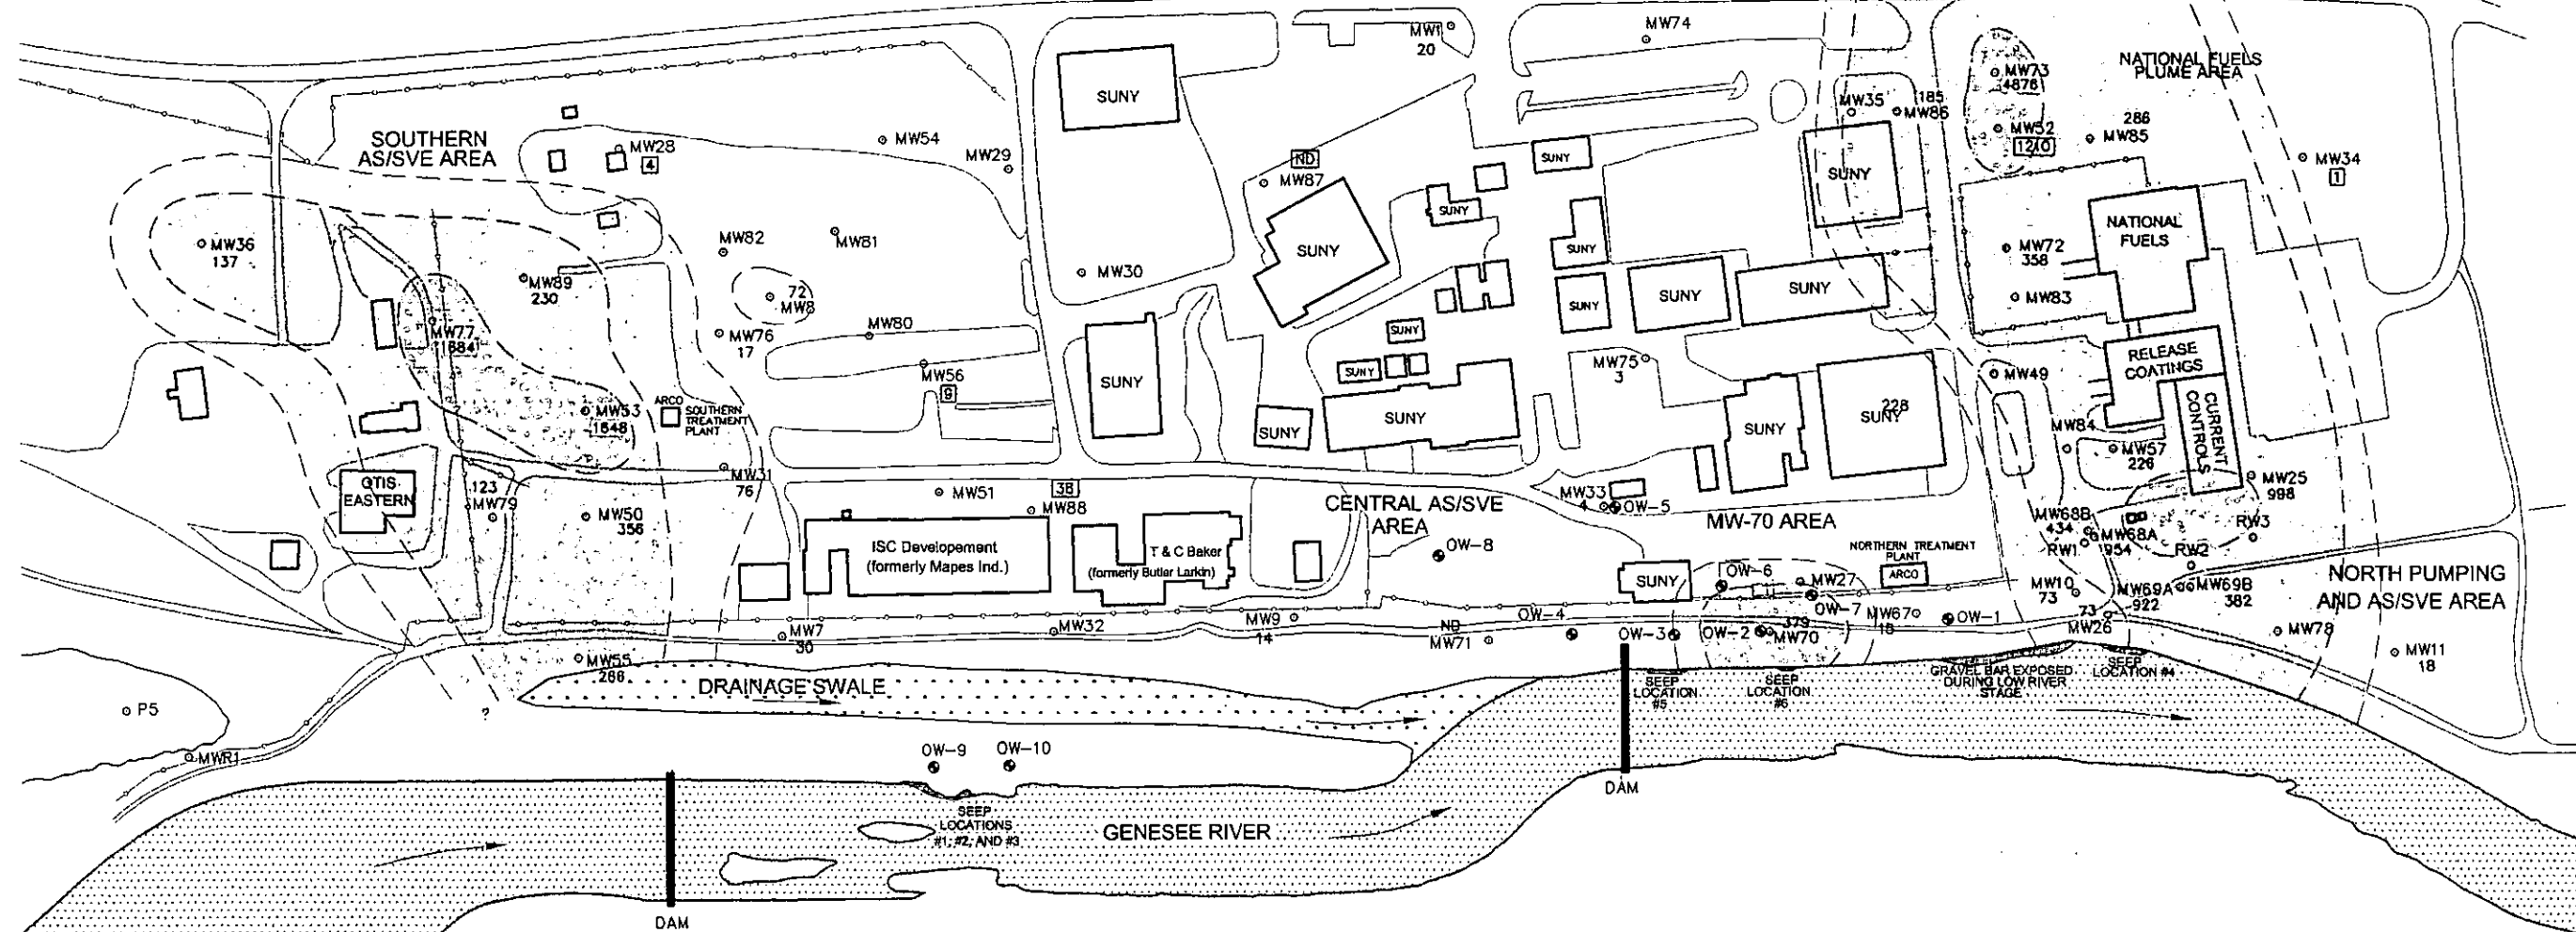 MW1
20
MW74
NATIONAL FUELS
PLUME AREA
MW73
4876
SUNY
MW35
185
MW86
MW52
1210
286
MW85
SOUTHERN
AS/SVE AREA
MW28
4
MW54
MW29
ND
MW87
SUNY
MW34
1
SUNY
SUNY
MW36
137
MW82
MW81
SUNY
SUNY
NATIONAL
FUELS
MW72
358
MW89
230
72
MW8
MW30
SUNY
SUNY
SUNY
MW83
MW77
MW76
17
MW80
SUNY
RELEASE
COATINGS
MW56
9
SUNY
SUNY
MW75
3
MW49
MW53
1648
ARCO
SOUTHERN
TREATMENT
PLANT
SUNY
SUNY
SUNY
SUNY
228
CURRENT
CONTROLS
MW84
MW57
226
MW31
76
?
OTIS
EASTERN
123
MW79
MW50
356
MW51
38
MW88
CENTRAL AS/SVE
AREA
MW33
4
OW-5
MW-70 AREA
MW25
998
MW68B
434
MW68A
954
RW1
RW2
RW3
ISC Developement
(formerly Mapes Ind.)
T & C Baker
(formerly Butler Larkin)
OW-8
SUNY
OW-6
MW27
OW-7
NORTHERN TREATMENT
PLANT
ARCO
MW10
73
MW69A
922
MW69B
382
NORTH PUMPING
AND AS/SVE AREA
MW7
30
MW32
MW9
14
ND
MW71
OW-4
OW-3
OW-2
379
MW70
MW67
18
OW-1
73
MW26
MW78
MW11
18
MW55
266
DRAINAGE SWALE
SEEP
LOCATION
#5
SEEP
LOCATION
#6
GRAVEL BAR EXPOSED
DURING LOW RIVER
STAGE
SEEP
LOCATION #4
P5
?
MWR1
OW-9
OW-10
DAM
SEEP
LOCATIONS
#1, #2, AND #3
GENESEE RIVER
DAM